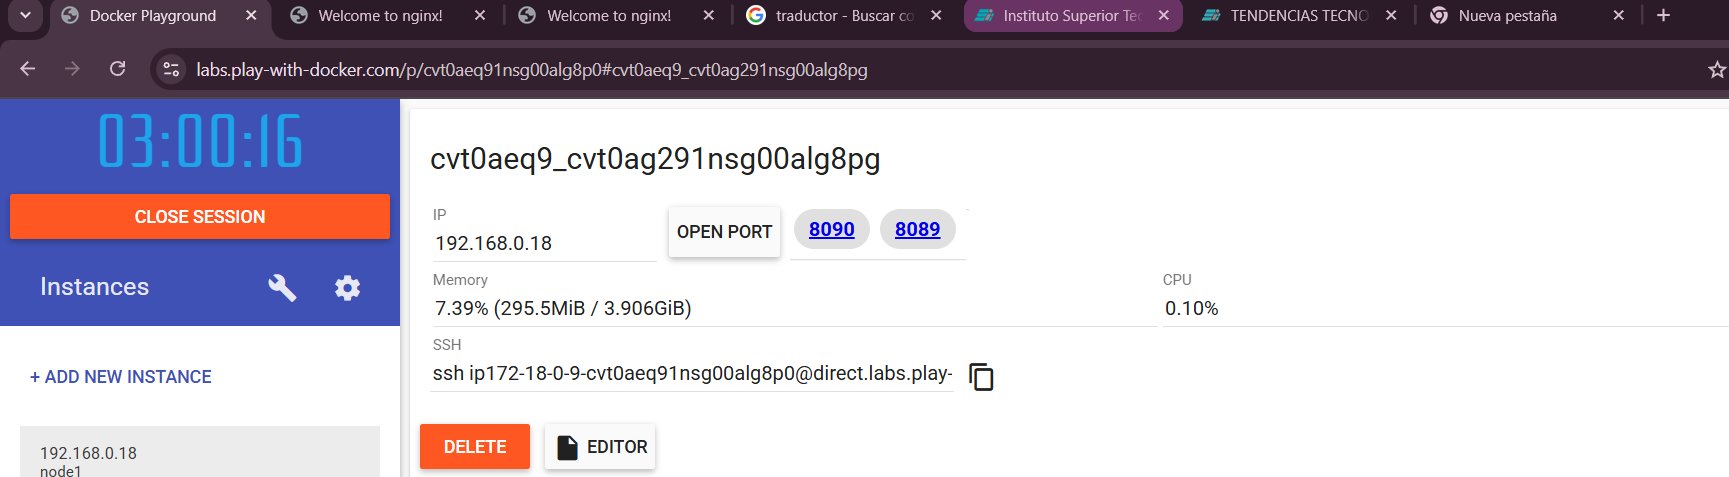 Docker Playground
Welcome to nginx!
Welcome to nginx!
traductor - Buscar co
Instituto Superior Tec
TENDENCIAS TECNO
Nueva pestaña
labs.play-with-docker.com/p/cvt0aeq91nsg00alg8p0#cvt0aeq9_cvt0ag291nsg00alg8pg
03:00:16
CLOSE SESSION
Instances
+ ADD NEW INSTANCE
192.168.0.18
node1
cvt0aeq9_cvt0ag291nsg00alg8pg
IP
192.168.0.18
OPEN PORT
8090
8089
Memory
7.39% (295.5MiB / 3.906GiB)
CPU
0.10%
SSH
ssh ip172-18-0-9-cvt0aeq91nsg00alg8p0@direct.labs.play-
DELETE
EDITOR